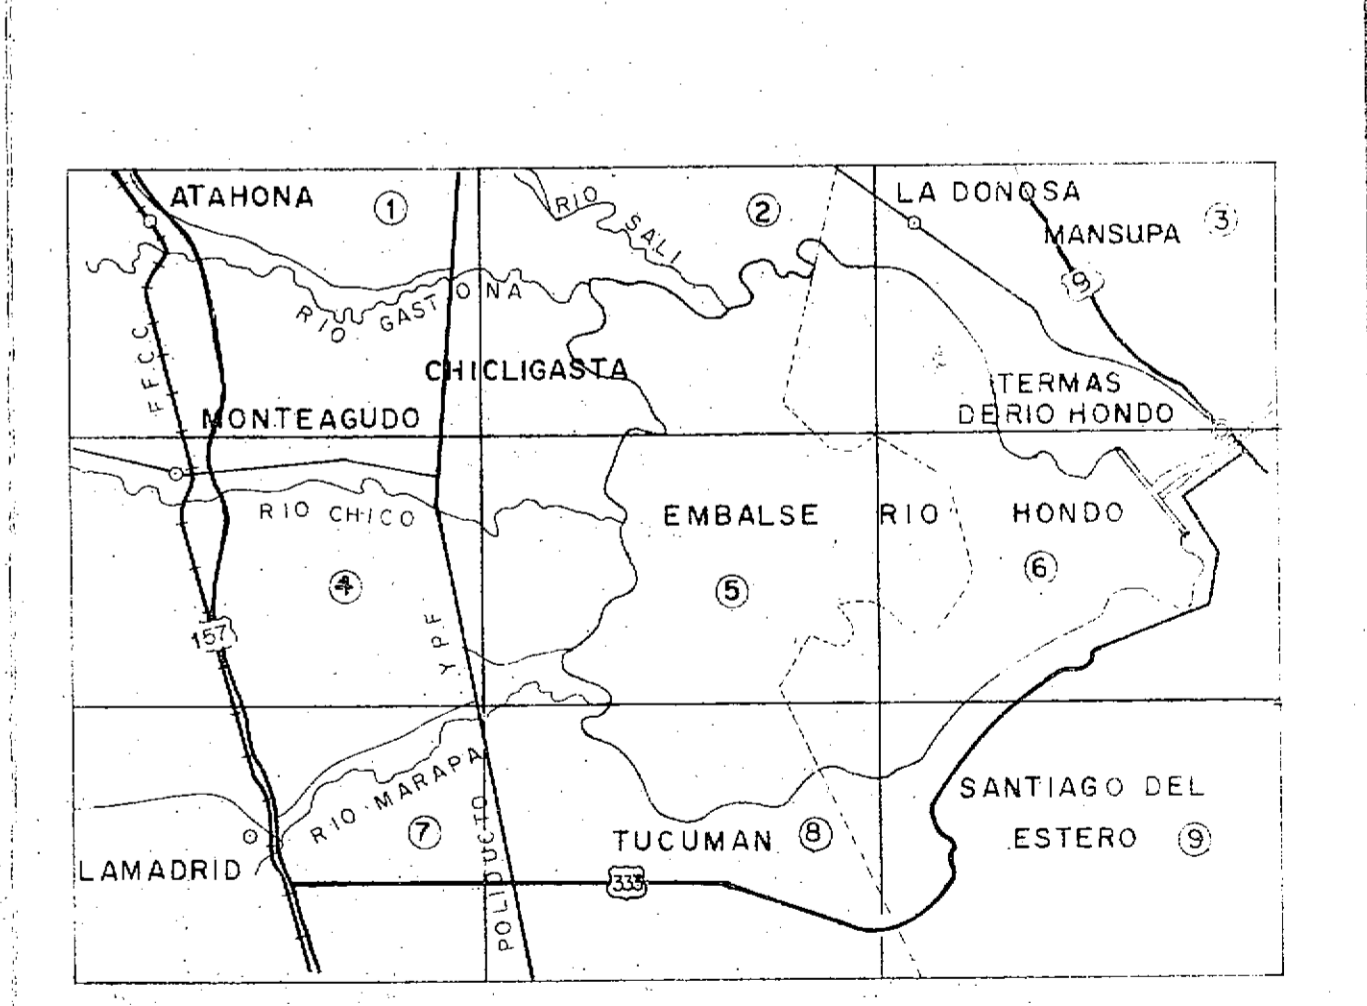 ATAHONA
1
RIO
SALI
2
LA DONOSA
MANSUPA
3
9
RIO GASTONA
F F C C
CHICLIGASTA
MONTEAGUDO
TERMAS
DE RIO HONDO
RIO CHICO
EMBALSE RIO HONDO
4
5
6
157
Y P F
RIO MARAPA
7
POLIDUCTO
TUCUMAN
8
SANTIAGO DEL
ESTERO
9
LAMADRID
333